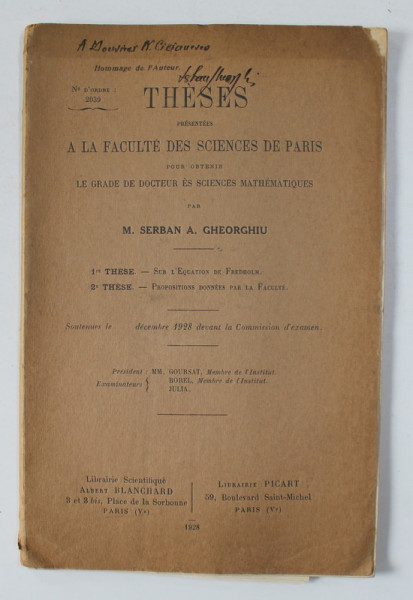 A Monsieur
Hommage de l'Auteur.
N° D'ORDRE :
2033
THÈSES
PRÉSENTÉES
A LA FACULTÉ DES SCIENCES DE PARIS
POUR OBTENIR
LE GRADE DE DOCTEUR ÈS SCIENCES MATHÉMATIQUES
PAR
M. SERBAN A. GHEORGHIU
1re THÈSE. — SUR L'EQUATION DE FREDHOLM.
2e THÈSE. — PROPOSITIONS DONNÉES PAR LA FACULTÉ.
Soutenues le décembre 1928 devant la Commission d'examen.
Président : MM. GOURSAT, Membre de l'Institut.
Examinateurs { BOREL, Membre de l'Institut.
JULIA.
Librairie Scientifique
ALBERT BLANCHARD
3 et 3 bis, Place de la Sorbonne
PARIS (Ve)
LIBRAIRIE PICART
59, Boulevard Saint-Michel
PARIS (Ve)
1928